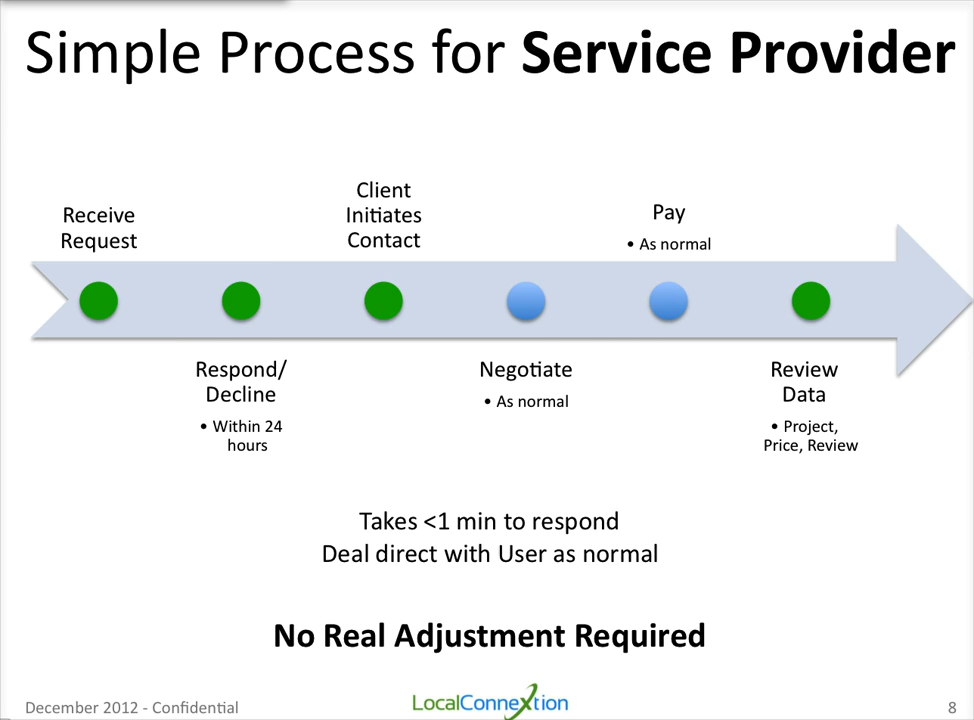 Simple Process for Service Provider
Receive
Request
Respond/
Decline
• Within 24
hours
Client
Initiates
Contact
Negotiate
• As normal
Pay
• As normal
Review
Data
• Project,
Price, Review
Takes <1 min to respond
Deal direct with User as normal
No Real Adjustment Required
December 2012 - Confidential
LocalConneXtion
8